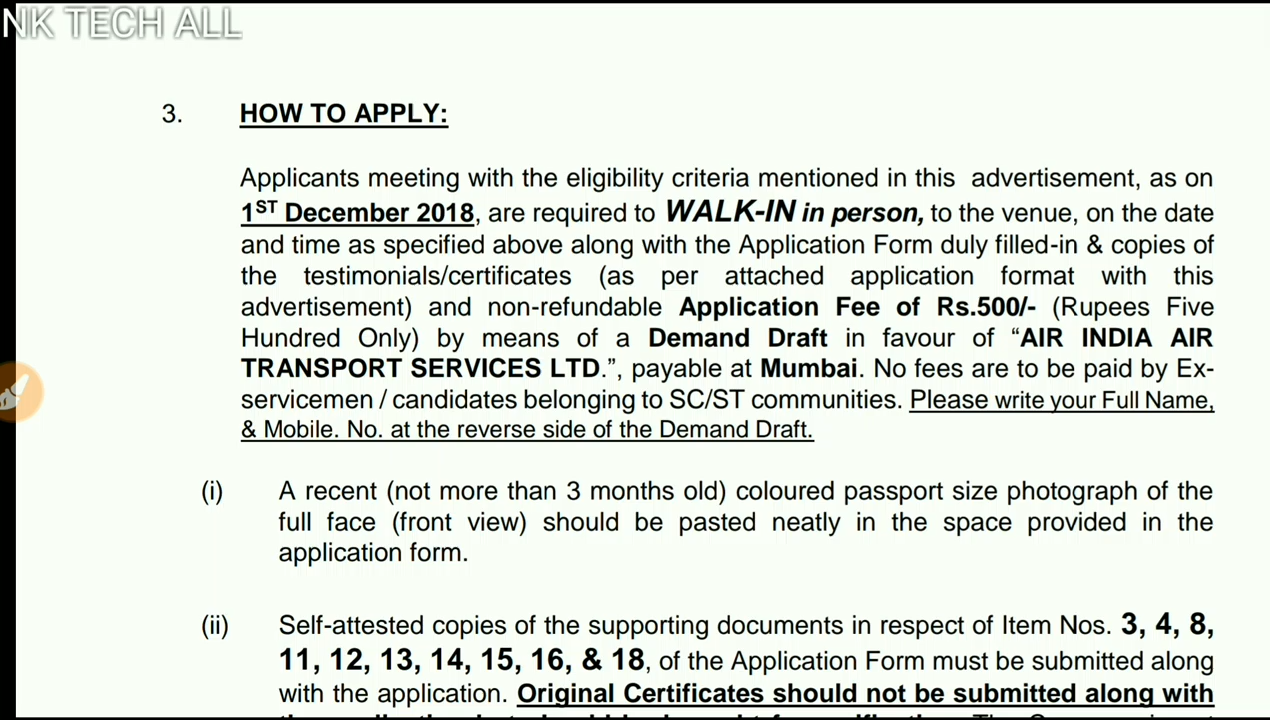 NK TECH ALL
3. HOW TO APPLY:
Applicants meeting with the eligibility criteria mentioned in this advertisement, as on
1ST December 2018, are required to WALK-IN in person, to the venue, on the date
and time as specified above along with the Application Form duly filled-in & copies of
the testimonials/certificates (as per attached application format with this
advertisement) and non-refundable Application Fee of Rs.500/- (Rupees Five
Hundred Only) by means of a Demand Draft in favour of “AIR INDIA AIR
TRANSPORT SERVICES LTD.”, payable at Mumbai. No fees are to be paid by Ex-
servicemen / candidates belonging to SC/ST communities. Please write your Full Name,
& Mobile. No. at the reverse side of the Demand Draft.
(i) A recent (not more than 3 months old) coloured passport size photograph of the
full face (front view) should be pasted neatly in the space provided in the
application form.
(ii) Self-attested copies of the supporting documents in respect of Item Nos. 3, 4, 8,
11, 12, 13, 14, 15, 16, & 18, of the Application Form must be submitted along
with the application. Original Certificates should not be submitted along with